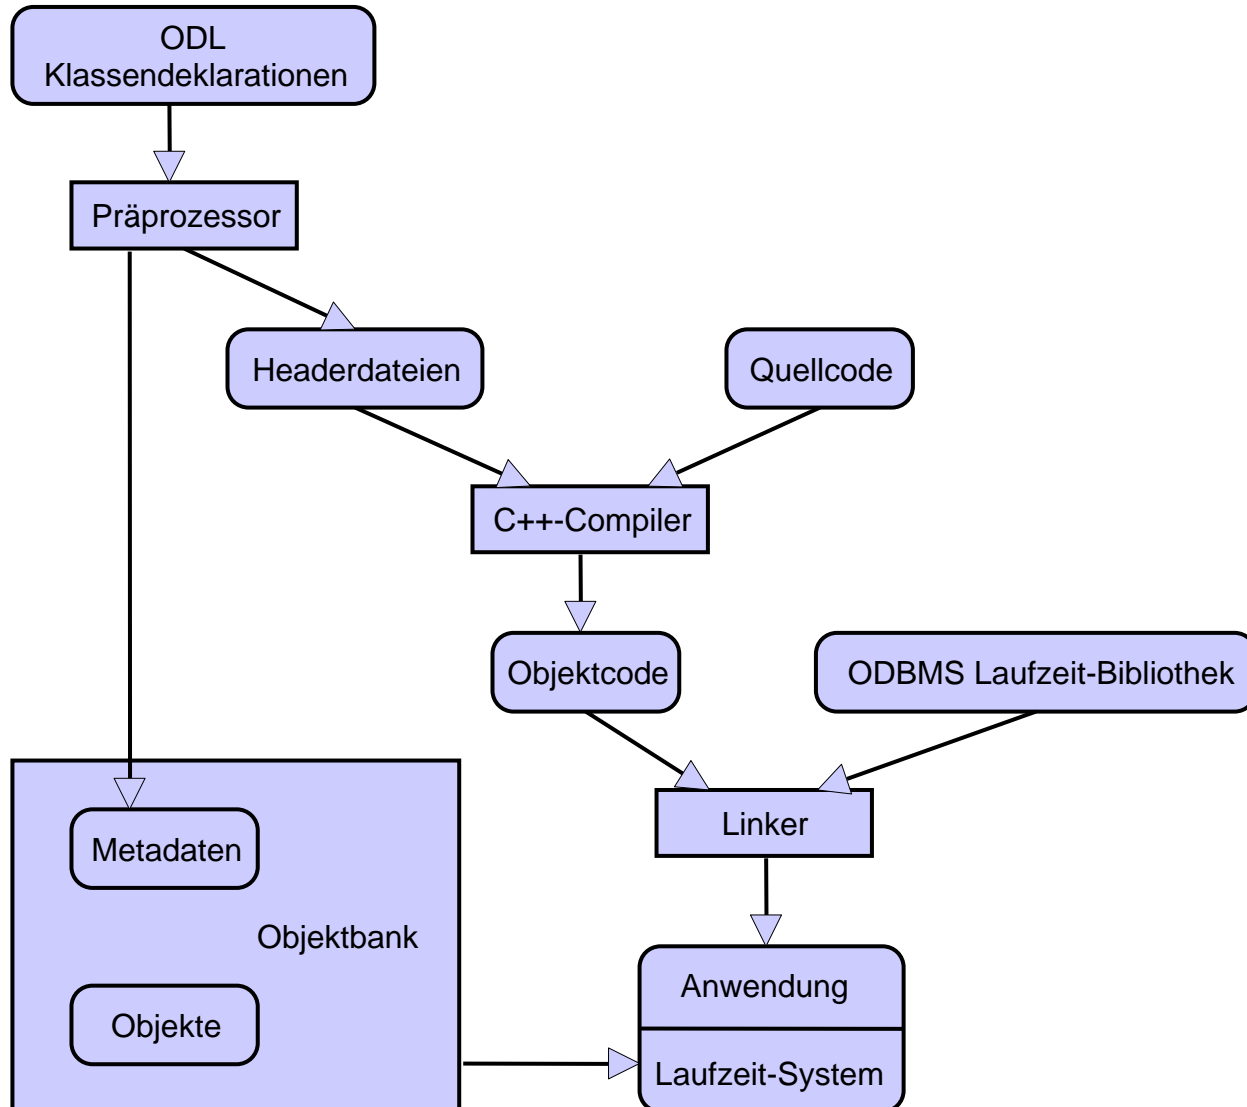 ODL
Klassendeklarationen
Präprozessor
Headerdateien
Quellcode
C++-Compiler
Objektcode
ODBMS Laufzeit-Bibliothek
Linker
Metadaten
Objektbank
Anwendung
Objekte
Laufzeit-System